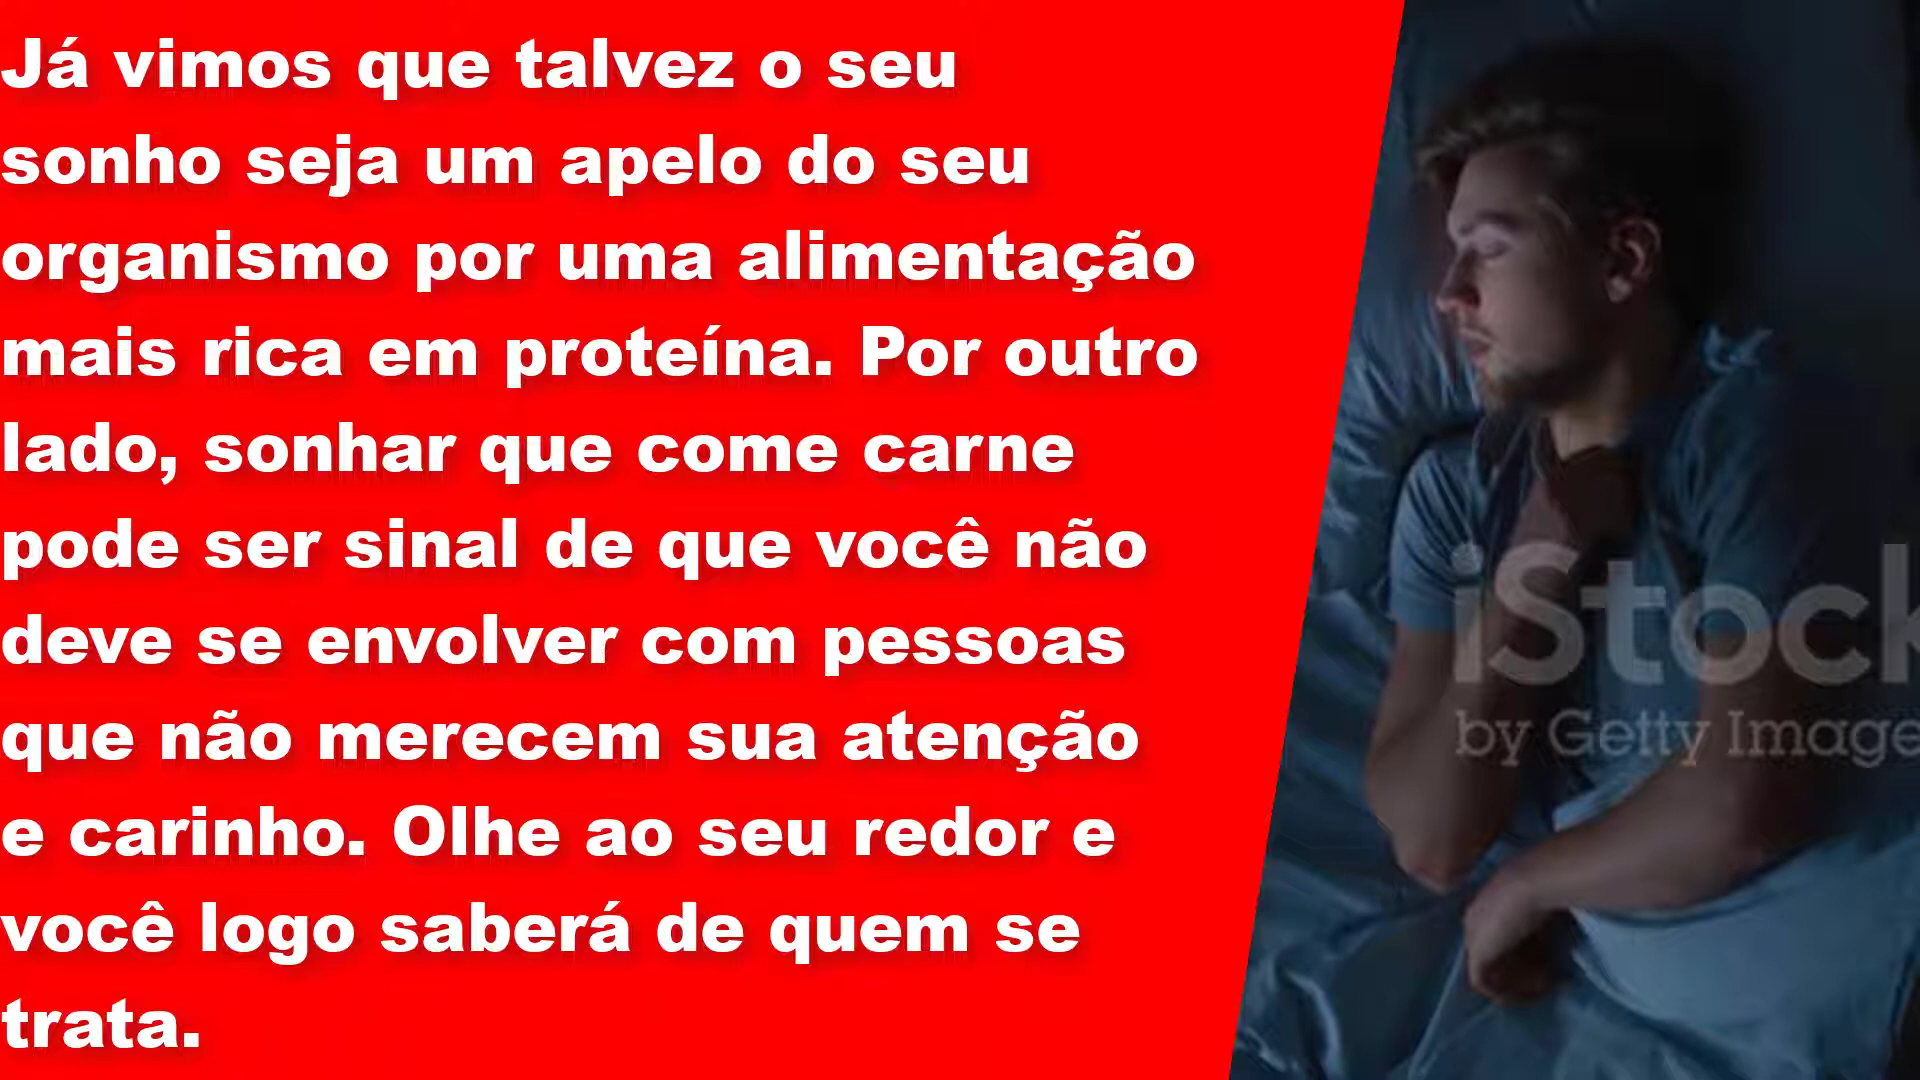 Já vimos que talvez o seu
sonho seja um apelo do seu
organismo por uma alimentação
mais rica em proteína. Por outro
lado, sonhar que come carne
pode ser sinal de que você não
deve se envolver com pessoas
que não merecem sua atenção
e carinho. Olhe ao seu redor e
você logo saberá de quem se
trata.
iStock
by Getty Image